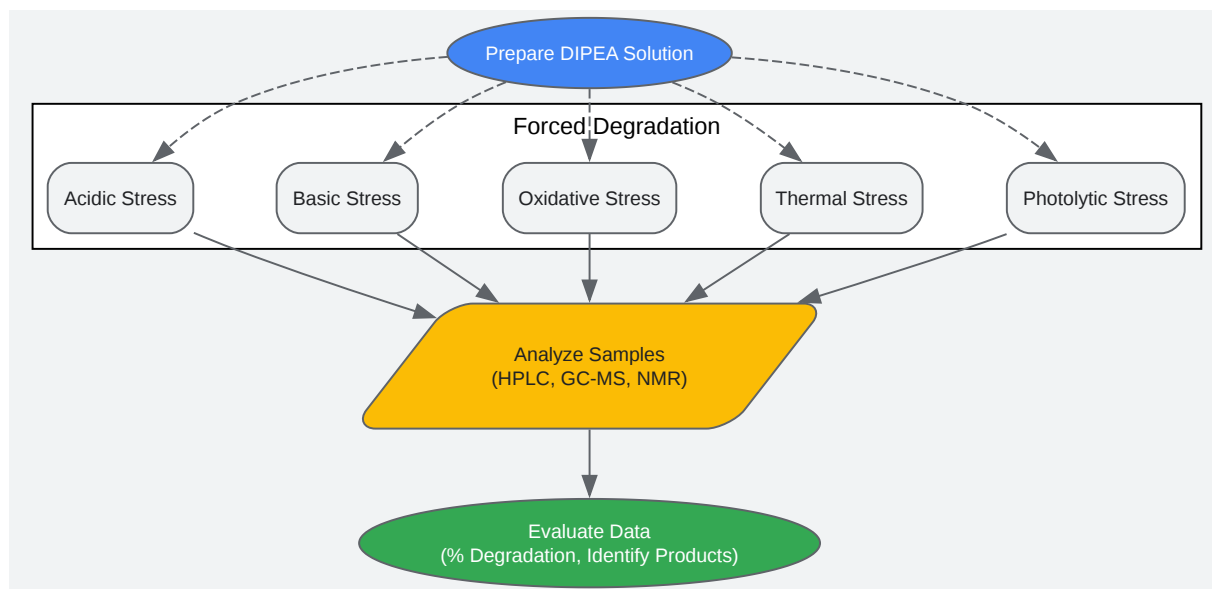 Prepare DIPEA Solution
Forced Degradation
Acidic Stress
Basic Stress
Oxidative Stress
Thermal Stress
Photolytic Stress
Analyze Samples
(HPLC, GC-MS, NMR)
Evaluate Data
(% Degradation, Identify Products)